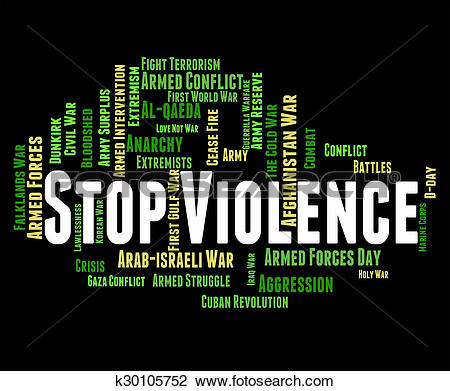 Fight Terrorism
Armed Conflict
First World War
Al-qaeda
Love Not War
Anarchy
Extremists
Extremism
Armed Intervention
Army Surplus
Bloodshed
Civil War
Dunkirk
Armed Forces
Falklands War
Cease Fire
Guerrilla Warfare
Army Reserve
Army
The Cold War
Afghanistan War
Combat
Conflict
Battles
D-Day
Stop Violence
Lawlessness
Korean War
First Gulf War
Marine Corps
Crisis
Arab-israeli War
Gaza Conflict
Armed Struggle
Iraq War
Armed Forces Day
Holy War
Aggression
Cuban Revolution
k30105752 www.fotosearch.com